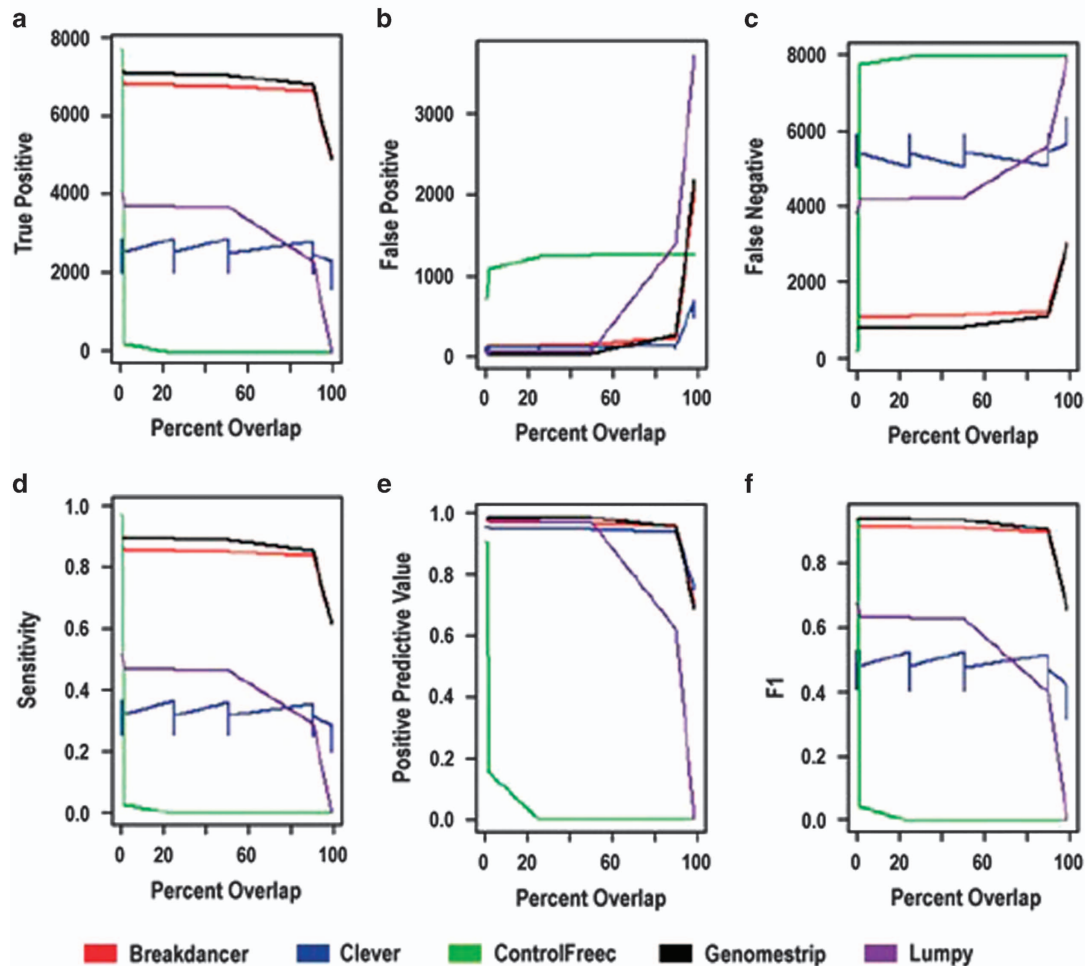 a
True Positive
8000
6000
4000
2000
0
0 20 60 100
Percent Overlap
b
False Positive
3000
2000
1000
0
0 20 60 100
Percent Overlap
c
False Negative
8000
6000
4000
2000
0
0 20 60 100
Percent Overlap
d
Sensitivity
1.0
0.8
0.6
0.4
0.2
0.0
0 20 60 100
Percent Overlap
e
Positive Predictive Value
1.0
0.8
0.6
0.4
0.2
0.0
0 20 60 100
Percent Overlap
f
F1
0.8
0.6
0.4
0.2
0.0
0 20 60 100
Percent Overlap
Breakdancer Clever ControlFreec Genomestrip Lumpy